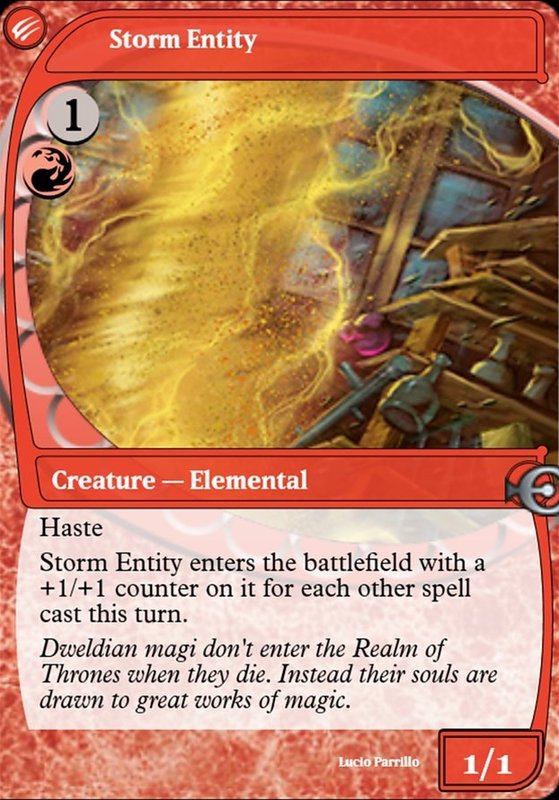 Storm Entity
1
Creature — Elemental
Haste
Storm Entity enters the battlefield with a
+1/+1 counter on it for each other spell
cast this turn.
Dweldian magi don't enter the Realm of
Thrones when they die. Instead their souls are
drawn to great works of magic.
Lucio Parrillo
1/1